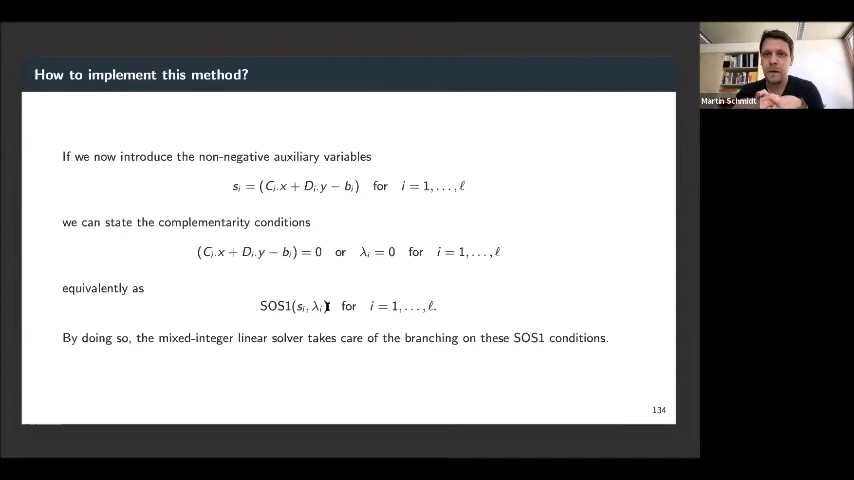 How to implement this method?
Martin Schmidt
If we now introduce the non-negative auxiliary variables
sᵢ = (Cᵢ.x + Dᵢ.y − bᵢ) for i = 1, . . . , ℓ
we can state the complementarity conditions
(Cᵢ.x + Dᵢ.y − bᵢ) = 0 or λᵢ = 0 for i = 1, . . . , ℓ
equivalently as
SOS1(sᵢ, λᵢ) for i = 1, . . . , ℓ.
By doing so, the mixed-integer linear solver takes care of the branching on these SOS1 conditions.
134